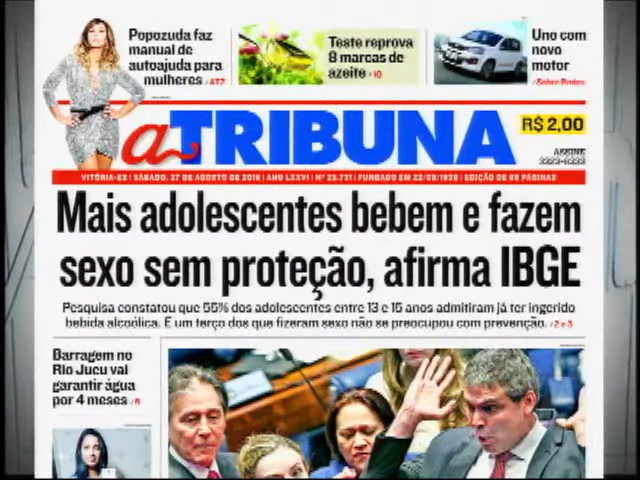 Popozuda faz
manual de
autoajuda para
mulheres
Teste reprova
8 marcas de
azeite
Uno com
novo
motor
a TRIBUNA
R$ 2,00
ASSINE
VITÓRIA-ES | SÁBADO, 27 DE AGOSTO DE 2016 | ANO LXXVI | Nº 25.731 | FUNDADO EM 22/09/1938 | EDIÇÃO DE 68 PÁGINAS
Mais adolescentes bebem e fazem
sexo sem proteção, afirma IBGE
Pesquisa constatou que 55% dos adolescentes entre 13 e 15 anos admitiram já ter ingerido
bebida alcoólica. E um terço dos que fizeram sexo não se preocupou com prevenção.
Barragem no
Rio Jucu vai
garantir água
por 4 meses